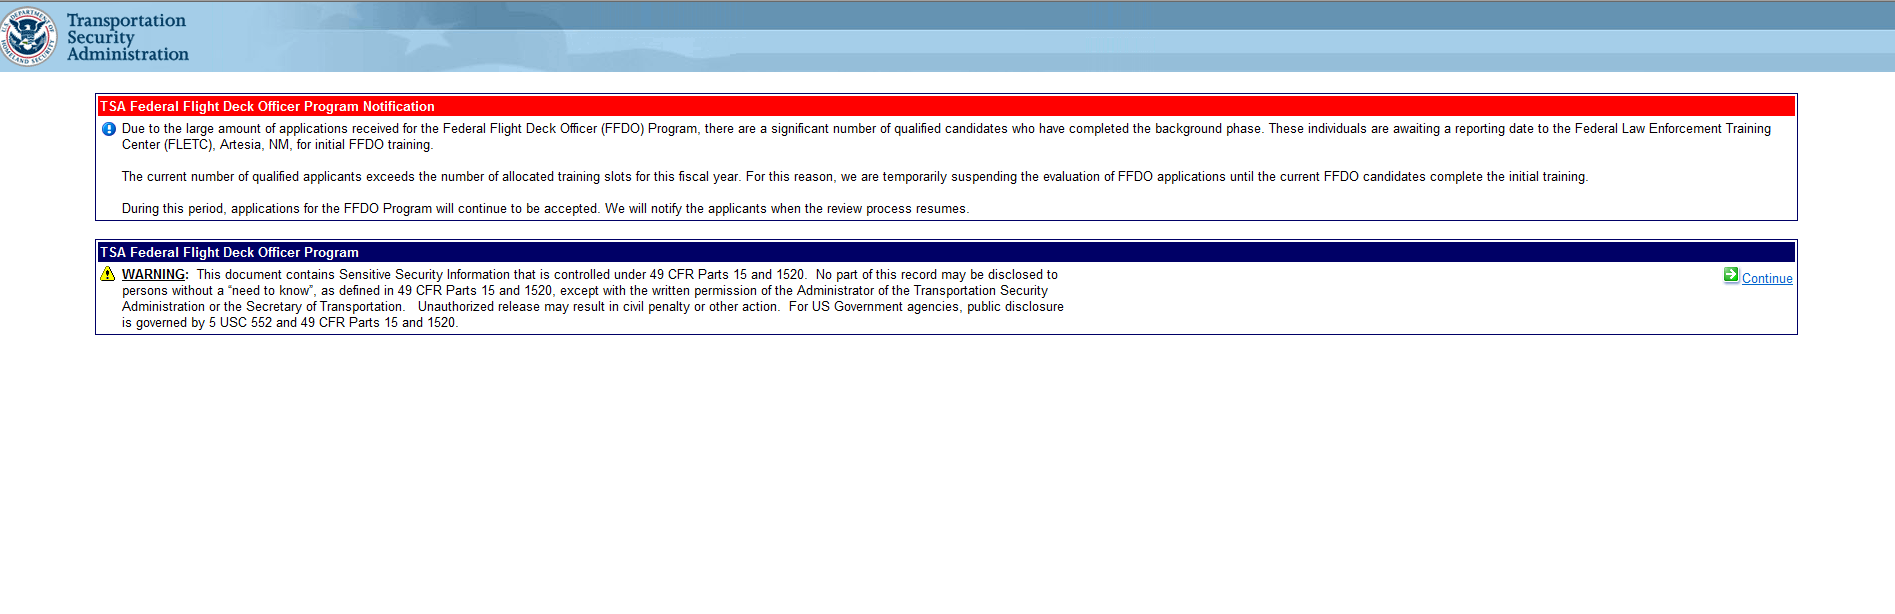 Transportation
Security
Administration
TSA Federal Flight Deck Officer Program Notification
Due to the large amount of applications received for the Federal Flight Deck Officer (FFDO) Program, there are a significant number of qualified candidates who have completed the background phase. These individuals are awaiting a reporting date to the Federal Law Enforcement Training
Center (FLETC), Artesia, NM, for initial FFDO training.
The current number of qualified applicants exceeds the number of allocated training slots for this fiscal year. For this reason, we are temporarily suspending the evaluation of FFDO applications until the current FFDO candidates complete the initial training.
During this period, applications for the FFDO Program will continue to be accepted. We will notify the applicants when the review process resumes.
TSA Federal Flight Deck Officer Program
WARNING: This document contains Sensitive Security Information that is controlled under 49 CFR Parts 15 and 1520. No part of this record may be disclosed to
persons without a “need to know”, as defined in 49 CFR Parts 15 and 1520, except with the written permission of the Administrator of the Transportation Security
Administration or the Secretary of Transportation. Unauthorized release may result in civil penalty or other action. For US Government agencies, public disclosure
is governed by 5 USC 552 and 49 CFR Parts 15 and 1520.
Continue